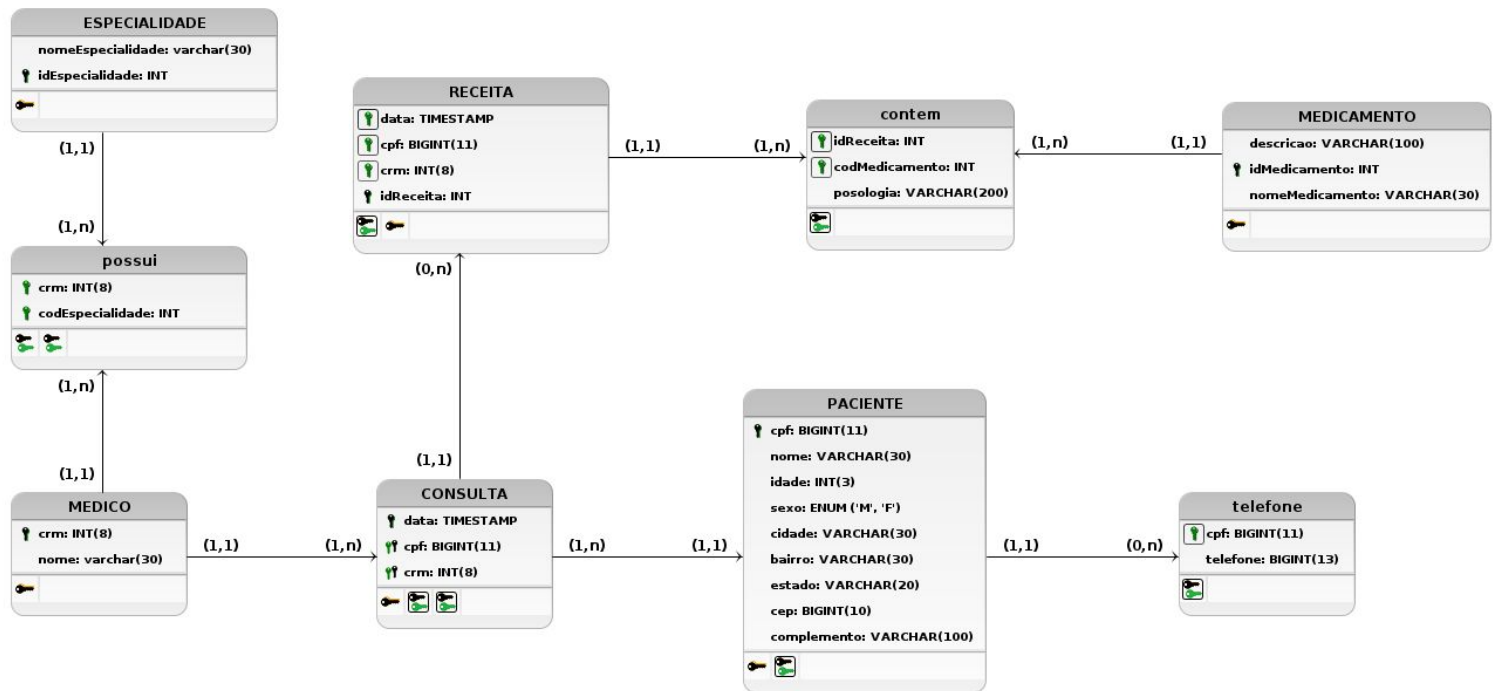 ESPECIALIDADE
nomeEspecialidade: varchar(30)
idEspecialidade: INT
(1,1)
(1,n)
possui
crm: INT(8)
codEspecialidade: INT
(1,n)
(1,1)
MEDICO
crm: INT(8)
nome: varchar(30)
(1,1)
(1,n)
RECEITA
data: TIMESTAMP
cpf: BIGINT(11)
crm: INT(8)
idReceita: INT
(0,n)
(1,1)
CONSULTA
data: TIMESTAMP
cpf: BIGINT(11)
crm: INT(8)
(1,n)
(1,1)
(1,1)
(1,n)
contem
idReceita: INT
codMedicamento: INT
posologia: VARCHAR(200)
(1,n)
(1,1)
MEDICAMENTO
descricao: VARCHAR(100)
idMedicamento: INT
nomeMedicamento: VARCHAR(30)
PACIENTE
cpf: BIGINT(11)
nome: VARCHAR(30)
idade: INT(3)
sexo: ENUM ('M', 'F')
cidade: VARCHAR(30)
bairro: VARCHAR(30)
estado: VARCHAR(20)
cep: BIGINT(10)
complemento: VARCHAR(100)
(1,1)
(0,n)
telefone
cpf: BIGINT(11)
telefone: BIGINT(13)